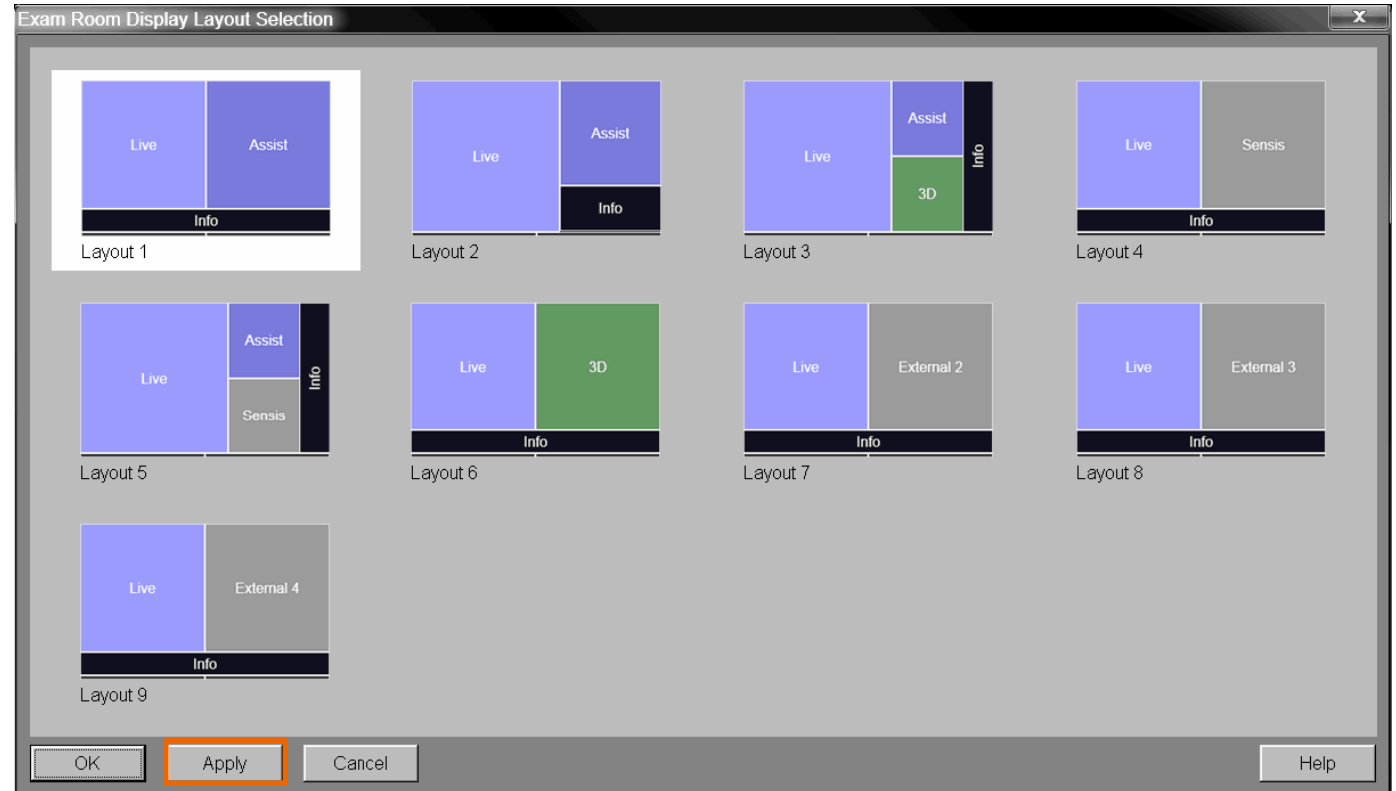 Exam Room Display Layout Selection
x
Live
Assist
Info
Layout 1
Live
Assist
Info
Layout 2
Live
Assist
3D
Info
Layout 3
Live
Sensis
Info
Layout 4
Live
Assist
Sensis
Info
Layout 5
Live
3D
Info
Layout 6
Live
External 2
Info
Layout 7
Live
External 3
Info
Layout 8
Live
External 4
Info
Layout 9
OK
Apply
Cancel
Help